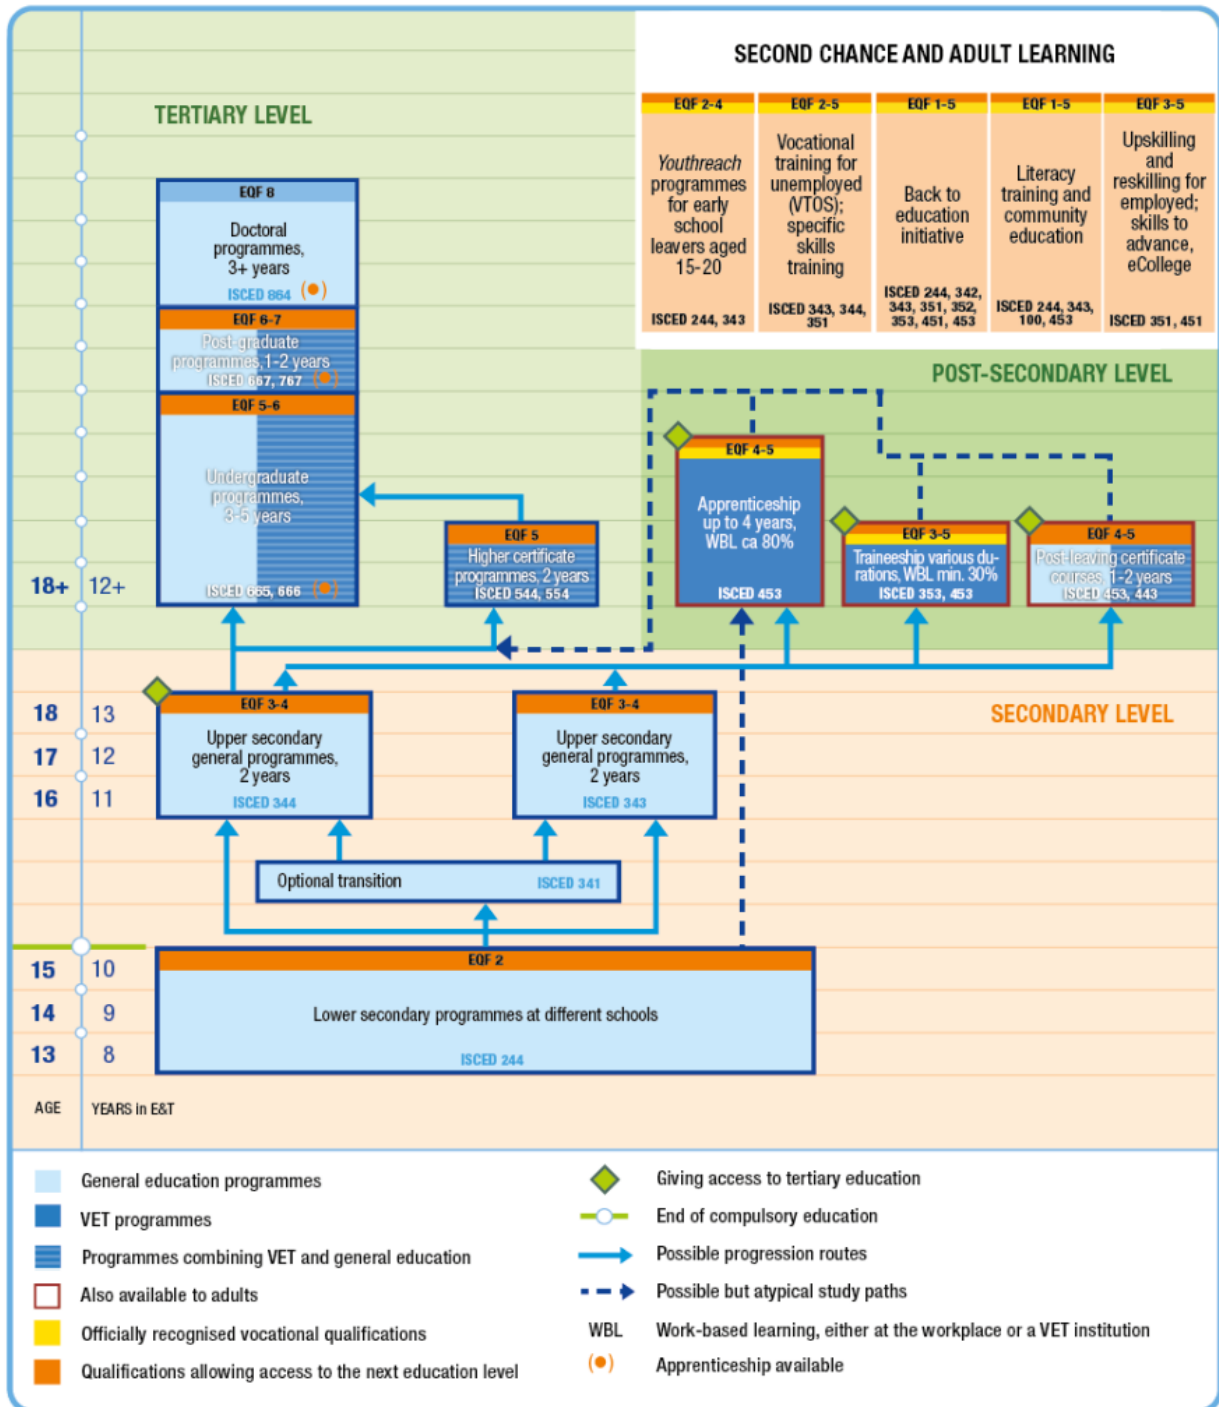 SECOND CHANCE AND ADULT LEARNING
EQF 2-4
Youthreach
programmes
for early
school
leavers aged
15-20
ISCED 244, 343
EQF 2-5
Vocational
training for
unemployed
(VTOS);
specific
skills
training
ISCED 343, 344,
351
EQF 1-5
Back to
education
initiative
ISCED 244, 342,
343, 351, 352,
353, 451, 453
EQF 1-5
Literacy
training and
community
education
ISCED 244, 343,
100, 453
EQF 3-5
Upskilling
and
reskilling for
employed;
skills to
advance,
eCollege
ISCED 351, 451
TERTIARY LEVEL
EQF 8
Doctoral
programmes,
3+ years
ISCED 864
EQF 6-7
Post-graduate
programmes, 1-2 years
ISCED 667, 767
EQF 5-6
Undergraduate
programmes,
3-5 years
ISCED 665, 666
EQF 5
Higher certificate
programmes, 2 years
ISCED 544, 554
POST-SECONDARY LEVEL
EQF 4-5
Apprenticeship
up to 4 years,
WBL ca 80%
ISCED 453
EQF 3-5
Traineeship various du-
rations, WBL min. 30%
ISCED 353, 453
EQF 4-5
Post-leaving certificate
courses, 1-2 years
ISCED 453, 443
18+ 12+
SECONDARY LEVEL
18 13
17 12
16 11
EQF 3-4
Upper secondary
general programmes,
2 years
ISCED 344
EQF 3-4
Upper secondary
general programmes,
2 years
ISCED 343
Optional transition ISCED 341
15 10
14 9
13 8
EQF 2
Lower secondary programmes at different schools
ISCED 244
AGE YEARS in E&T
General education programmes
VET programmes
Programmes combining VET and general education
Also available to adults
Officially recognised vocational qualifications
Qualifications allowing access to the next education level
Giving access to tertiary education
End of compulsory education
Possible progression routes
Possible but atypical study paths
WBL Work-based learning, either at the workplace or a VET institution
Apprenticeship available